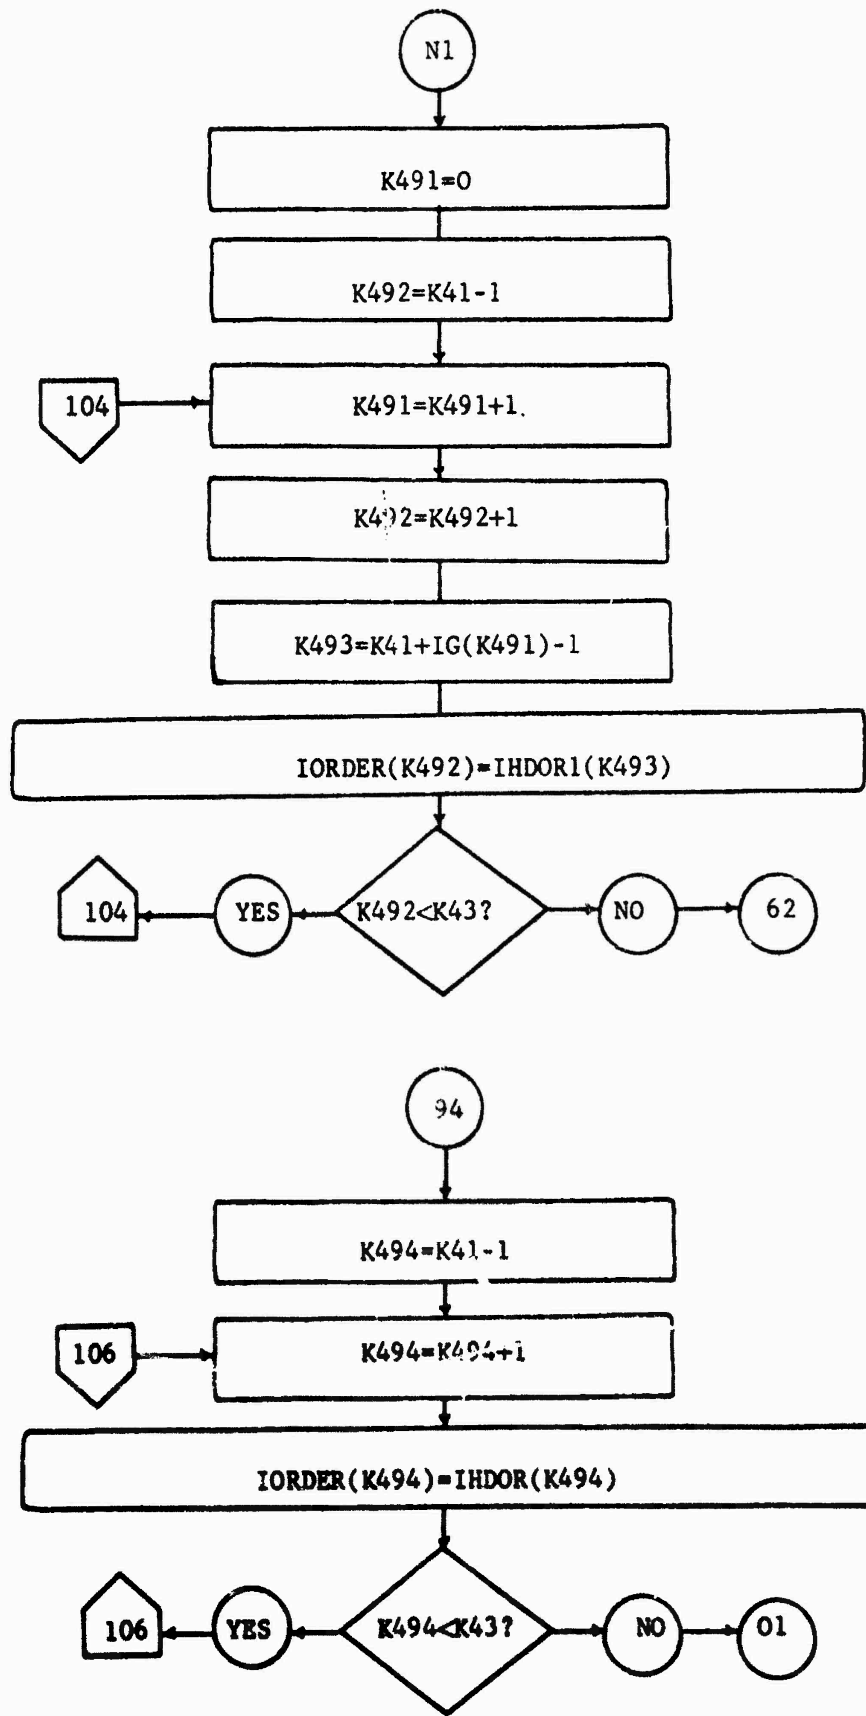 N1
K491=0
K492=K41-1
104
K491=K491+1.
K492=K492+1
K493=K41+IG(K491)-1
IORDER(K492)=IHDOR1(K493)
104
YES
K492<K43?
NO
62
94
K494=K41-1
106
K494=K494+1
IORDER(K494)=IHDOR(K494)
106
YES
K494<K43?
NO
01